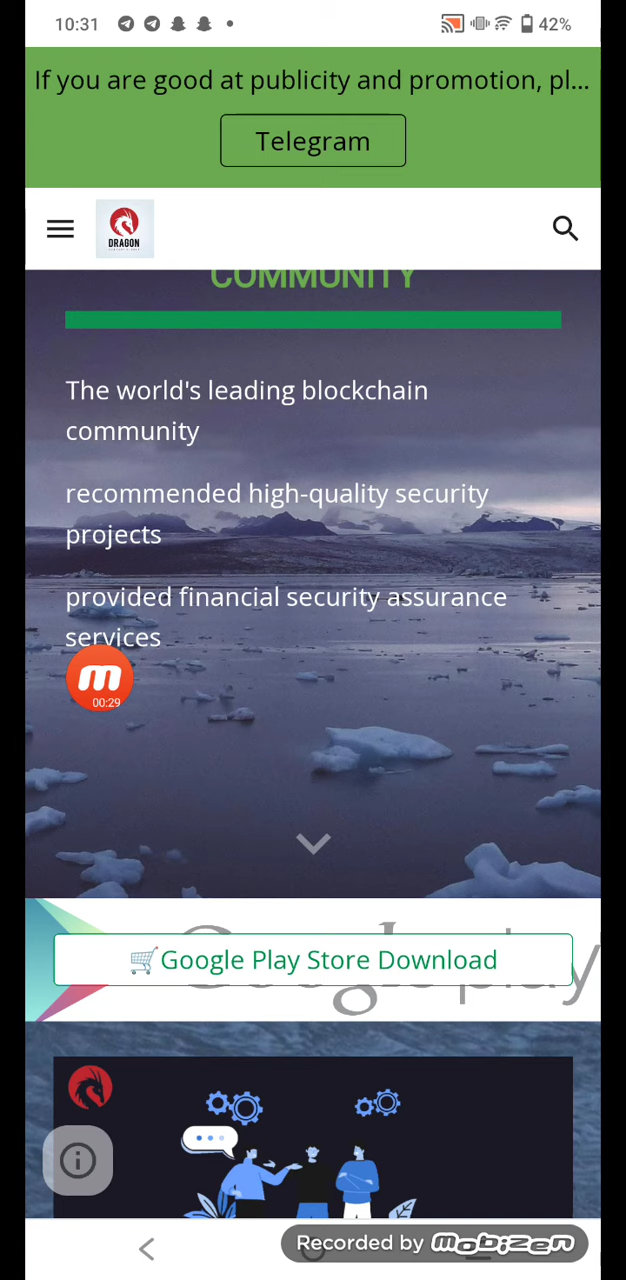 10:31
42%
If you are good at publicity and promotion, pl...
Telegram
DRAGON
COMMUNITY
The world's leading blockchain
community
recommended high-quality security
projects
provided financial security assurance
services
m
00:29
Google play
🛒Google Play Store Download
Recorded by mobizen